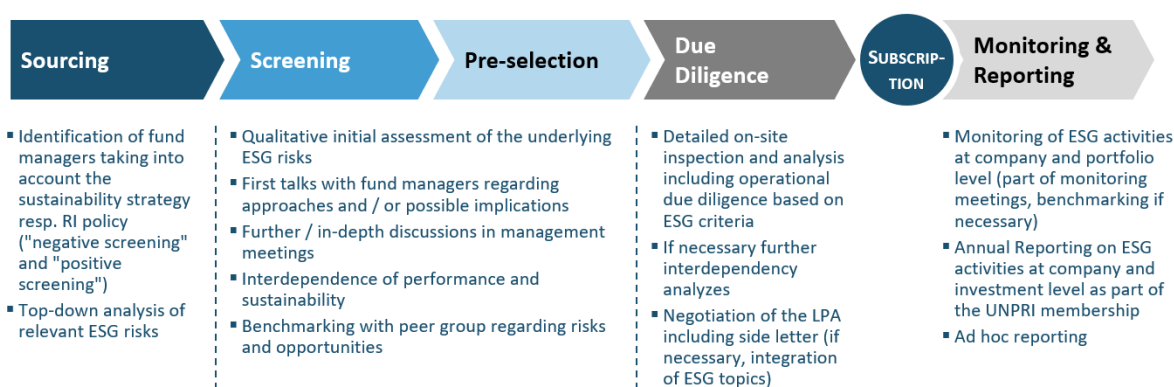 Sourcing
Screening
Pre-selection
Due
Diligence
SUBSCRIP-
TION
Monitoring &
Reporting
▪ Identification of fund
managers taking into
account the
sustainability strategy
resp. RI policy
("negative screening"
and "positive
screening")
▪ Top-down analysis of
relevant ESG risks
▪ Qualitative initial assessment of the underlying
ESG risks
▪ First talks with fund managers regarding
approaches and / or possible implications
▪ Further / in-depth discussions in management
meetings
▪ Interdependence of performance and
sustainability
▪ Benchmarking with peer group regarding risks
and opportunities
▪ Detailed on-site
inspection and analysis
including operational
due diligence based on
ESG criteria
▪ If necessary further
interdependency
analyzes
▪ Negotiation of the LPA
including side letter (if
necessary, integration
of ESG topics)
▪ Monitoring of ESG activities
at company and portfolio
level (part of monitoring
meetings, benchmarking if
necessary)
▪ Annual Reporting on ESG
activities at company and
investment level as part of
the UNPRI membership
▪ Ad hoc reporting